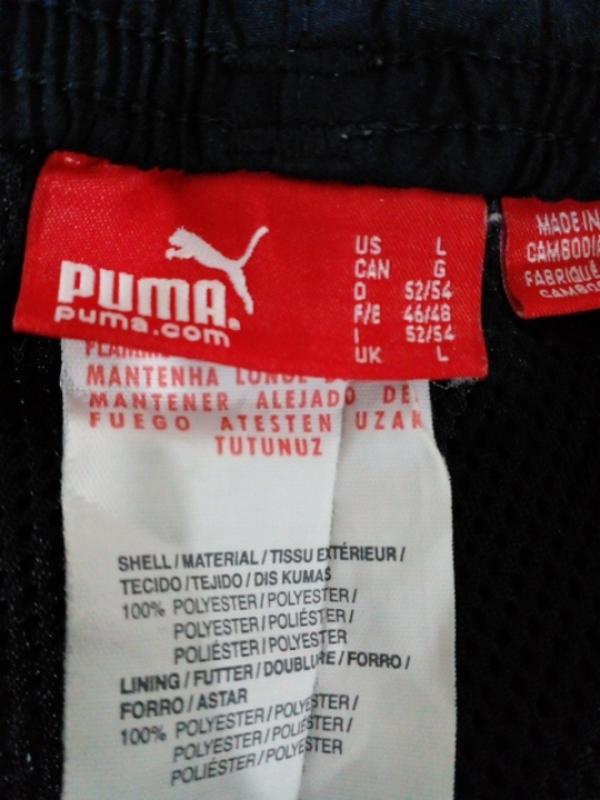 PUMA
puma.com
US L
CAN G
D 52/54
F/E 46/48
I 52/54
UK L
MADE IN
CAMBODIA
FABRIQUÉ
MANTENHA
MANTENER ALEJADO DEL
FUEGO ATESTEN UZAK
TUTUNUZ
SHELL / MATERIAL / TISSU EXTÉRIEUR /
TECIDO / TEJIDO / DIS KUMAS
100% POLYESTER / POLYESTER /
POLYESTER / POLIÉSTER /
POLIÉSTER / POLYESTER
LINING / FUTTER / DOUBLURE / FORRO /
FORRO / ASTAR
100% POLYESTER / POLYESTER /
POLYESTER / POLIÉSTER /
POLIÉSTER / POLYESTER